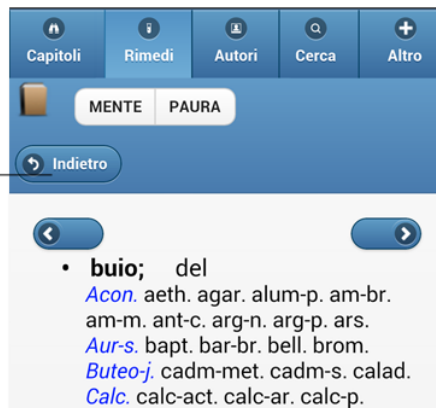 Capitoli Rimedi Autori Cerca Altro
MENTE PAURA
Indietro
• buio; del
Acon. aeth. agar. alum-p. am-br.
am-m. ant-c. arg-n. arg-p. ars.
Aur-s. bapt. bar-br. bell. brom.
Buteo-j. cadm-met. cadm-s. calad.
Calc. calc-act. calc-ar. calc-p.